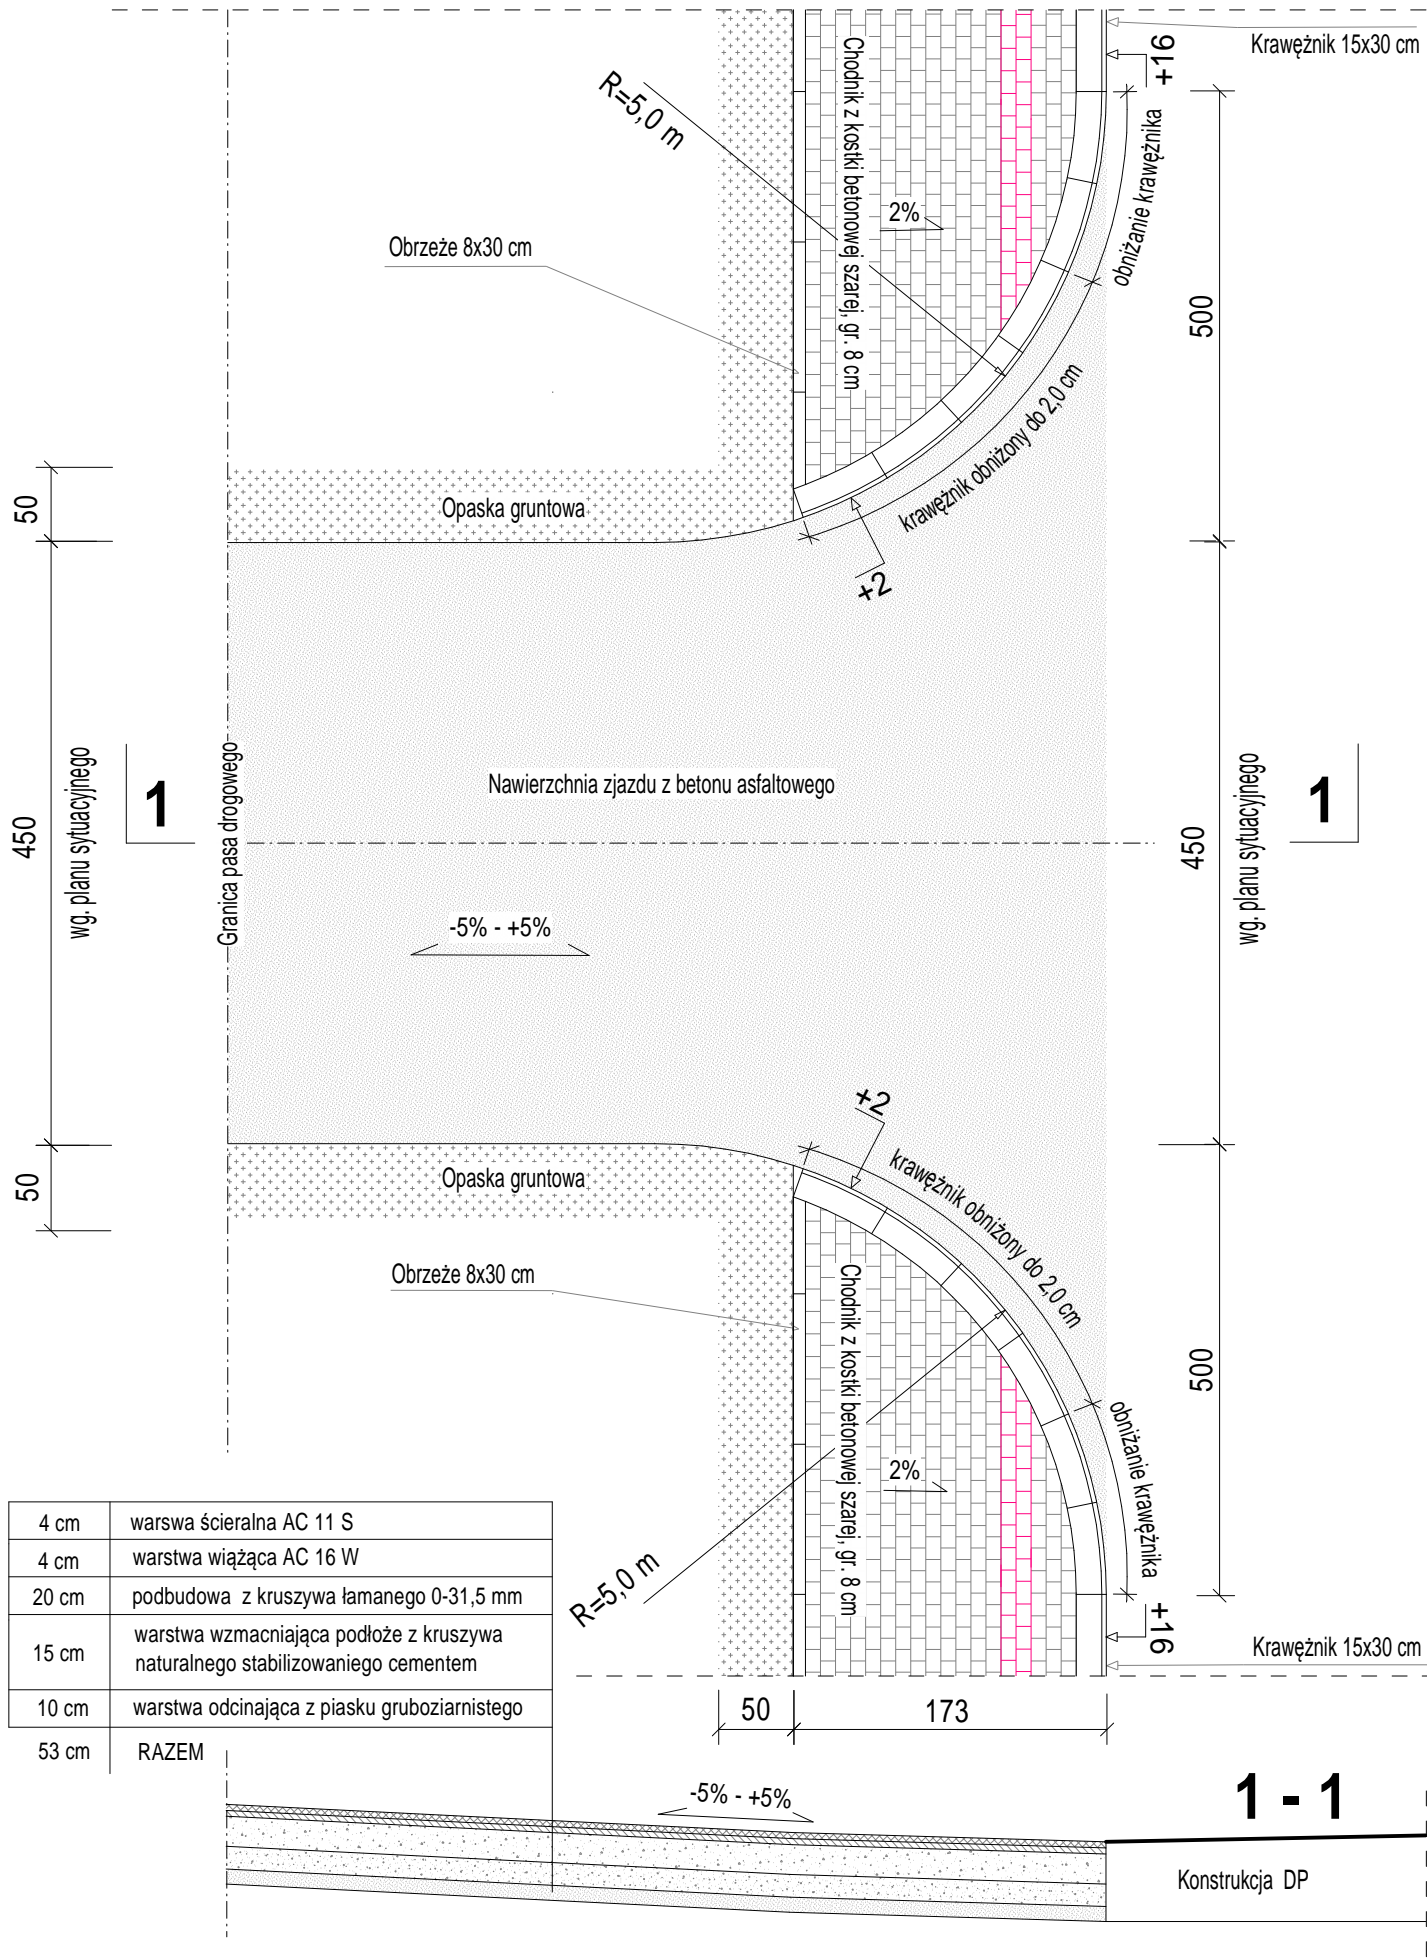 Krawężnik 15x30 cm
+16
R=5,0 m
Chodnik z kostki betonowej szarej, gr. 8 cm
obniżanie krawężnika
2%
Obrzeże 8x30 cm
500
krawężnik obniżony do 2,0 cm
50
Opaska gruntowa
+2
wg. planu sytuacyjnego
450
1
Granica pasa drogowego
Nawierzchnia zjazdu z betonu asfaltowego
1
450
wg. planu sytuacyjnego
-5% - +5%
+2
50
Opaska gruntowa
krawężnik obniżony do 2,0 cm
Obrzeże 8x30 cm
Chodnik z kostki betonowej szarej, gr. 8 cm
500
2%
obniżanie krawężnika
R=5,0 m
+16
Krawężnik 15x30 cm
4 cm warswa ścieralna AC 11 S
4 cm warstwa wiążąca AC 16 W
20 cm podbudowa z kruszywa łamanego 0-31,5 mm
15 cm warstwa wzmacniająca podłoże z kruszywa
naturalnego stabilizowaniego cementem
10 cm warstwa odcinająca z piasku gruboziarnistego
53 cm RAZEM
50
173
-5% - +5%
1 - 1
Konstrukcja DP